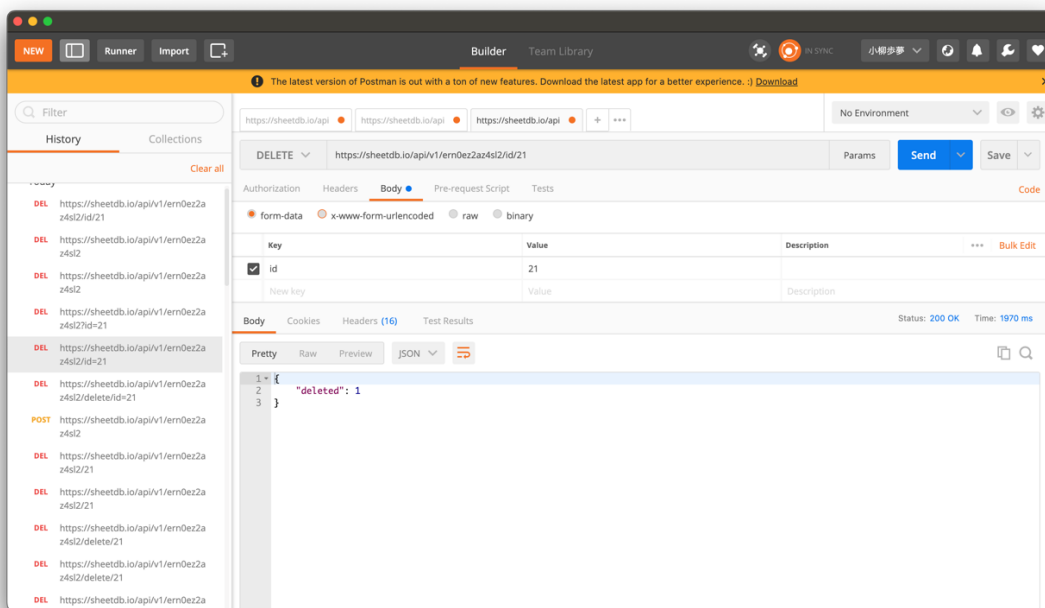 NEW Runner Import Builder Team Library IN SYNC 小柳歩夢
The latest version of Postman is out with a ton of new features. Download the latest app for a better experience. :) Download
Filter
History Collections
Clear all
Today
DEL https://sheetdb.io/api/v1/ern0ez2a
z4sl2/id/21
DEL https://sheetdb.io/api/v1/ern0ez2a
z4sl2
DEL https://sheetdb.io/api/v1/ern0ez2a
z4sl2
DEL https://sheetdb.io/api/v1/ern0ez2a
z4sl2?id=21
DEL https://sheetdb.io/api/v1/ern0ez2a
z4sl2/id=21
DEL https://sheetdb.io/api/v1/ern0ez2a
z4sl2/delete/id=21
POST https://sheetdb.io/api/v1/ern0ez2a
z4sl2
DEL https://sheetdb.io/api/v1/ern0ez2a
z4sl2/21
DEL https://sheetdb.io/api/v1/ern0ez2a
z4sl2/21
DEL https://sheetdb.io/api/v1/ern0ez2a
z4sl2/delete/21
DEL https://sheetdb.io/api/v1/ern0ez2a
z4sl2/delete/21
DEL https://sheetdb.io/api/v1/ern0ez2a
https://sheetdb.io/api https://sheetdb.io/api https://sheetdb.io/api + No Environment
DELETE https://sheetdb.io/api/v1/ern0ez2az4sl2/id/21 Params Send Save
Authorization Headers Body Pre-request Script Tests Code
form-data x-www-form-urlencoded raw binary
Key Value Description Bulk Edit
id 21
New key Value Description
Body Cookies Headers (16) Test Results Status: 200 OK Time: 1970 ms
Pretty Raw Preview JSON
1 {
2 "deleted": 1
3 }